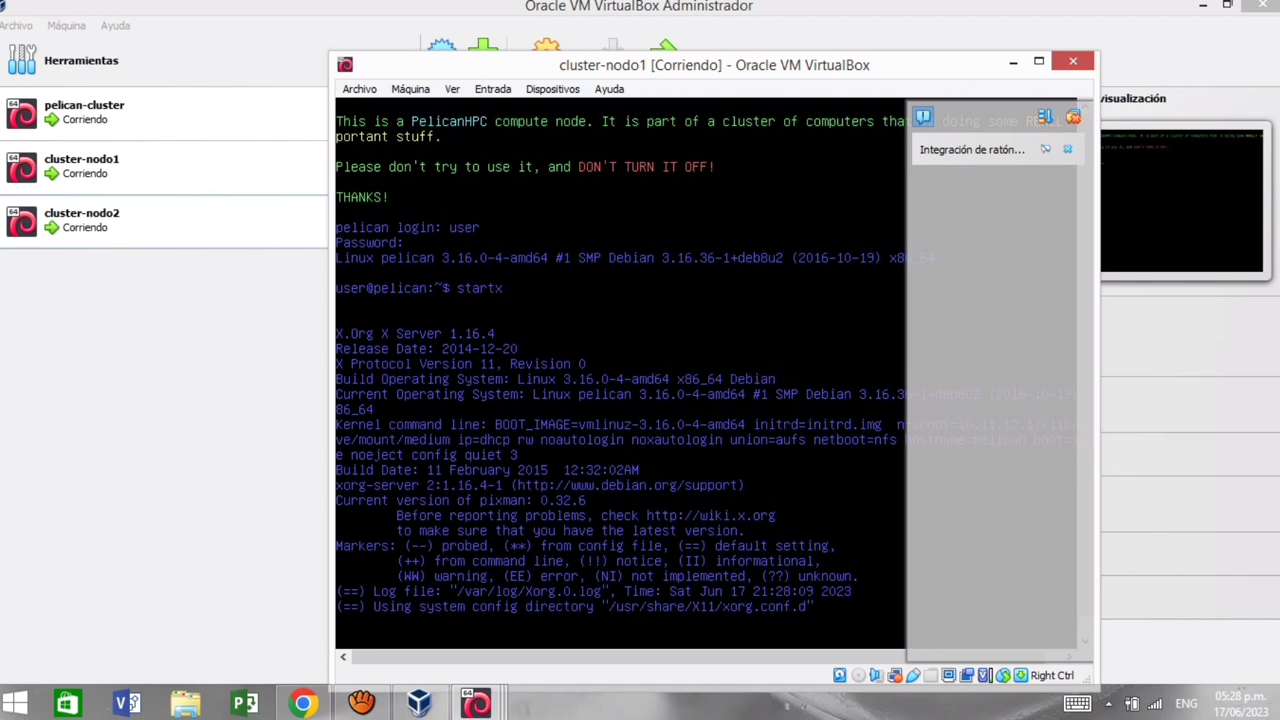 Oracle VM VirtualBox Administrador
Archivo Máquina Ayuda
Herramientas
pelican-cluster
Corriendo
cluster-nodo1
Corriendo
cluster-nodo2
Corriendo
visualización
cluster-nodo1 [Corriendo] - Oracle VM VirtualBox
Archivo Máquina Ver Entrada Dispositivos Ayuda
This is a PelicanHPC compute node. It is part of a cluster of computers that doing some
portant stuff.
Integración de ratón...
Please don't try to use it, and DON'T TURN IT OFF!
THANKS!
pelican login: user
Password:
Linux pelican 3.16.0-4-amd64 #1 SMP Debian 3.16.36-1+deb8u2 (2016-10-19) x86_64
user@pelican:~$ startx
X.Org X Server 1.16.4
Release Date: 2014-12-20
X Protocol Version 11, Revision 0
Build Operating System: Linux 3.16.0-4-amd64 x86_64 Debian
Current Operating System: Linux pelican 3.16.0-4-amd64 #1 SMP Debian 3.16.36-1+deb8u2 (2016-10-19)
86_64
Kernel command line: BOOT_IMAGE=vmlinuz-3.16.0-4-amd64 initrd=initrd.img
ve/mount/medium ip=dhcp rw noautologin noxautologin union=aufs netboot=nfs hostname=pelican
e noeject config quiet 3
Build Date: 11 February 2015 12:32:02AM
xorg-server 2:1.16.4-1 (http://www.debian.org/support)
Current version of pixman: 0.32.6
Before reporting problems, check http://wiki.x.org
to make sure that you have the latest version.
Markers: (--) probed, (**) from config file, (==) default setting,
(++) from command line, (!!) notice, (II) informational,
(WW) warning, (EE) error, (NI) not implemented, (??) unknown.
(==) Log file: "/var/log/Xorg.0.log", Time: Sat Jun 17 21:28:09 2023
(==) Using system config directory "/usr/share/X11/xorg.conf.d"
Right Ctrl
ENG
05:28 p.m.
17/06/2023